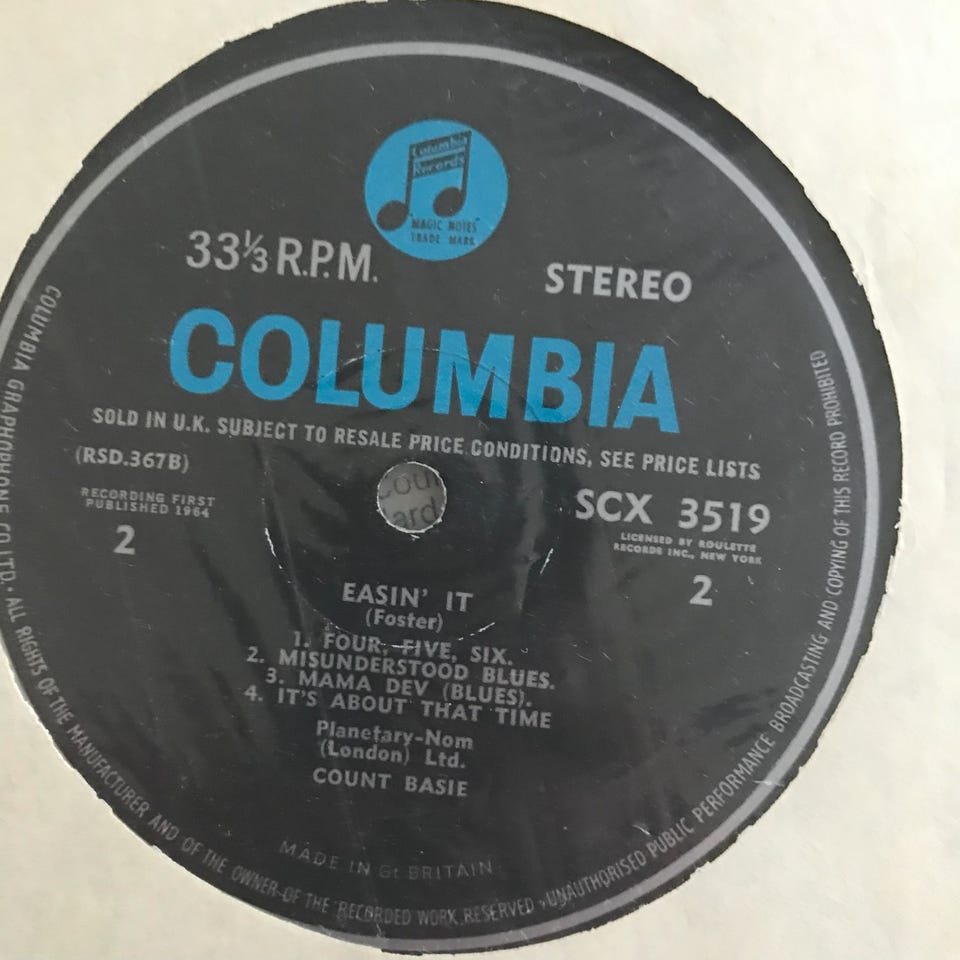 Columbia
Records
"MAGIC NOTES"
TRADE MARK
33⅓ R.P.M.
STEREO
COLUMBIA
SOLD IN U.K. SUBJECT TO RESALE PRICE CONDITIONS, SEE PRICE LISTS
(RSD.367B)
RECORDING FIRST
PUBLISHED 1964
2
SCX 3519
LICENSED BY ROULETTE
RECORDS INC., NEW YORK
2
EASIN' IT
(Foster)
1. FOUR, FIVE, SIX.
2. MISUNDERSTOOD BLUES.
3. MAMA DEV (BLUES).
4. IT'S ABOUT THAT TIME
Planetary-Nom
(London) Ltd.
COUNT BASIE
MADE IN Gt BRITAIN
COLUMBIA GRAPHOPHONE CO. LTD. • ALL RIGHTS OF THE MANUFACTURER AND OF THE OWNER OF THE RECORDED WORK RESERVED • UNAUTHORISED PUBLIC PERFORMANCE BROADCASTING AND COPYING OF THIS RECORD PROHIBITED